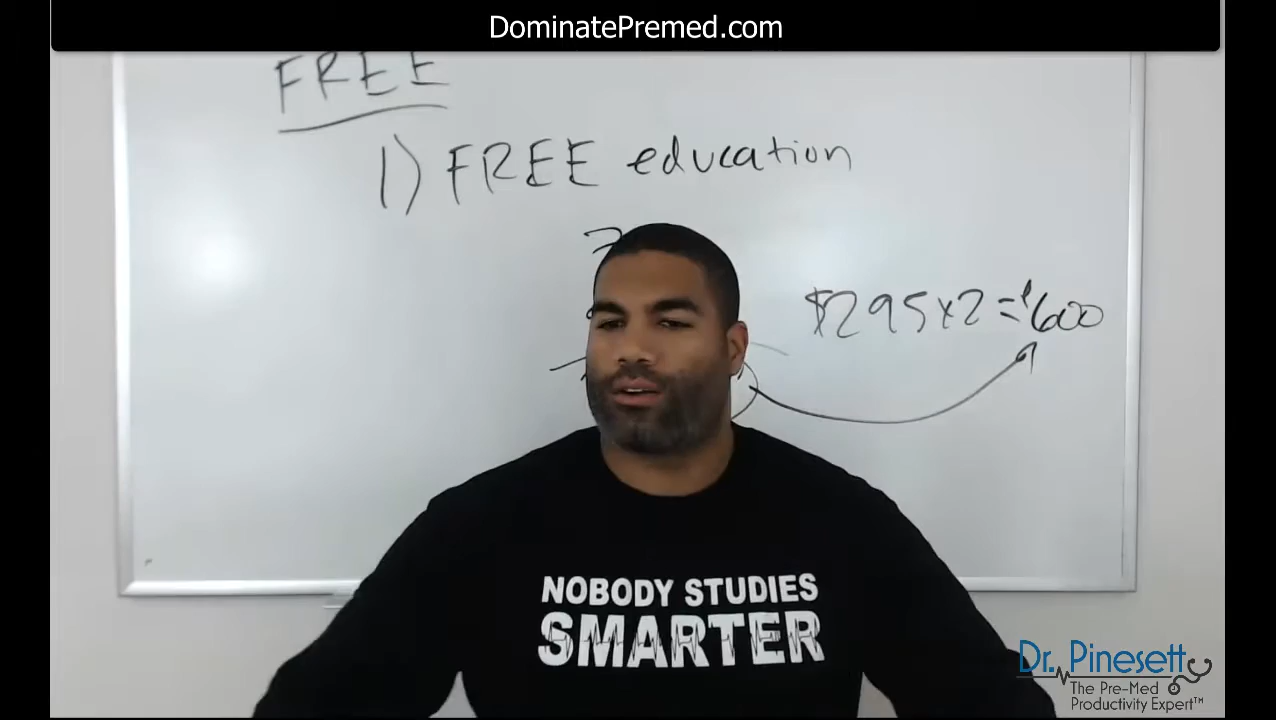 DominatePremed.com
FREE
1) FREE education
$295x2=$600
NOBODY STUDIES
SMARTER
Dr. Pinesett
The Pre-Med
Productivity Expert™